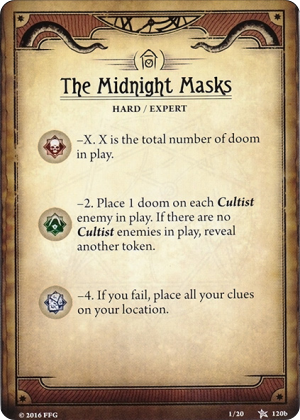 The Midnight Masks
HARD / EXPERT
–X. X is the total number of doom
in play.
–2. Place 1 doom on each Cultist
enemy in play. If there are no
Cultist enemies in play, reveal
another token.
–4. If you fail, place all your clues
on your location.
© 2016 FFG
1/20
120b